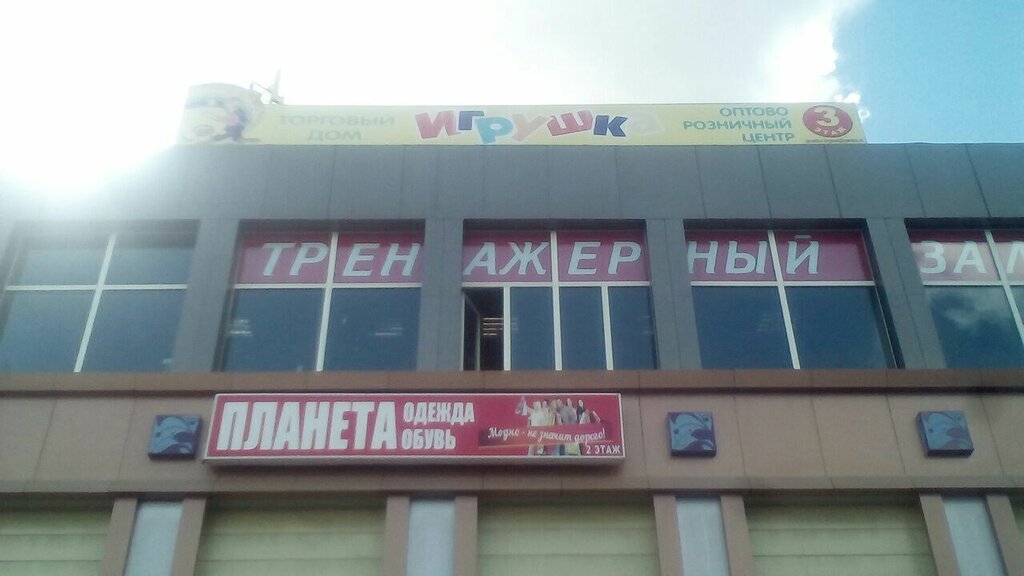 ТОРГОВЫЙ
ДОМ
ИГРУШКА
ОПТОВО
РОЗНИЧНЫЙ
ЦЕНТР
3
ЭТАЖ
ТРЕНАЖЕРНЫЙ ЗАЛ
ПЛАНЕТА
ОДЕЖДА
ОБУВЬ
Модно - не значит дорого!
2 ЭТАЖ